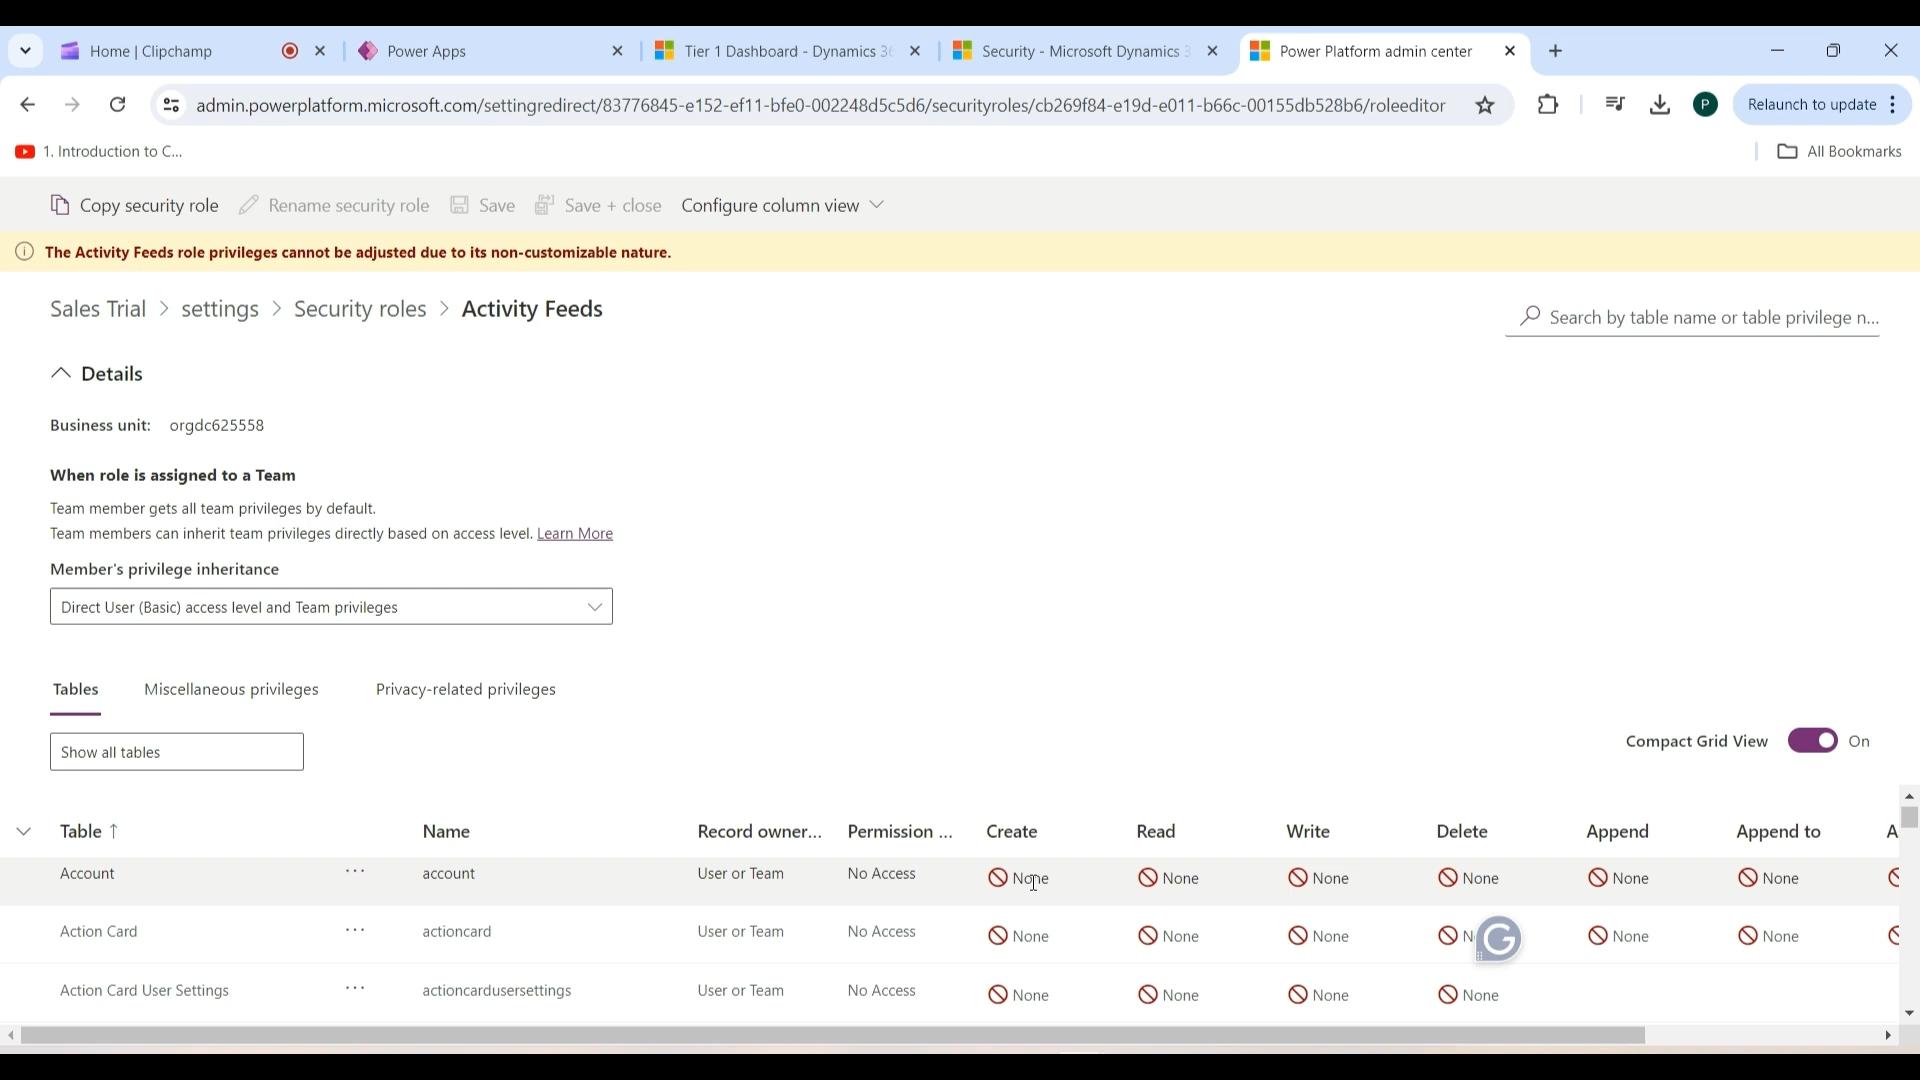 Home | Clipchamp
Power Apps
Tier 1 Dashboard - Dynamics 36
Security - Microsoft Dynamics 3
Power Platform admin center
admin.powerplatform.microsoft.com/settingredirect/83776845-e152-ef11-bfe0-002248d5c5d6/securityroles/cb269f84-e19d-e011-b66c-00155db528b6/roleeditor
P
Relaunch to update
1. Introduction to C...
All Bookmarks
Copy security role
Rename security role
Save
Save + close
Configure column view
The Activity Feeds role privileges cannot be adjusted due to its non-customizable nature.
Sales Trial > settings > Security roles > Activity Feeds
Search by table name or table privilege n...
Details
Business unit: orgdc625558
When role is assigned to a Team
Team member gets all team privileges by default.
Team members can inherit team privileges directly based on access level. Learn More
Member's privilege inheritance
Direct User (Basic) access level and Team privileges
Tables
Miscellaneous privileges
Privacy-related privileges
Show all tables
Compact Grid View
On
Table ↑ Name Record owner... Permission ... Create Read Write Delete Append Append to A
Account ... account User or Team No Access None None None None None None
Action Card ... actioncard User or Team No Access None None None N None None
G
Action Card User Settings ... actioncardusersettings User or Team No Access None None None None